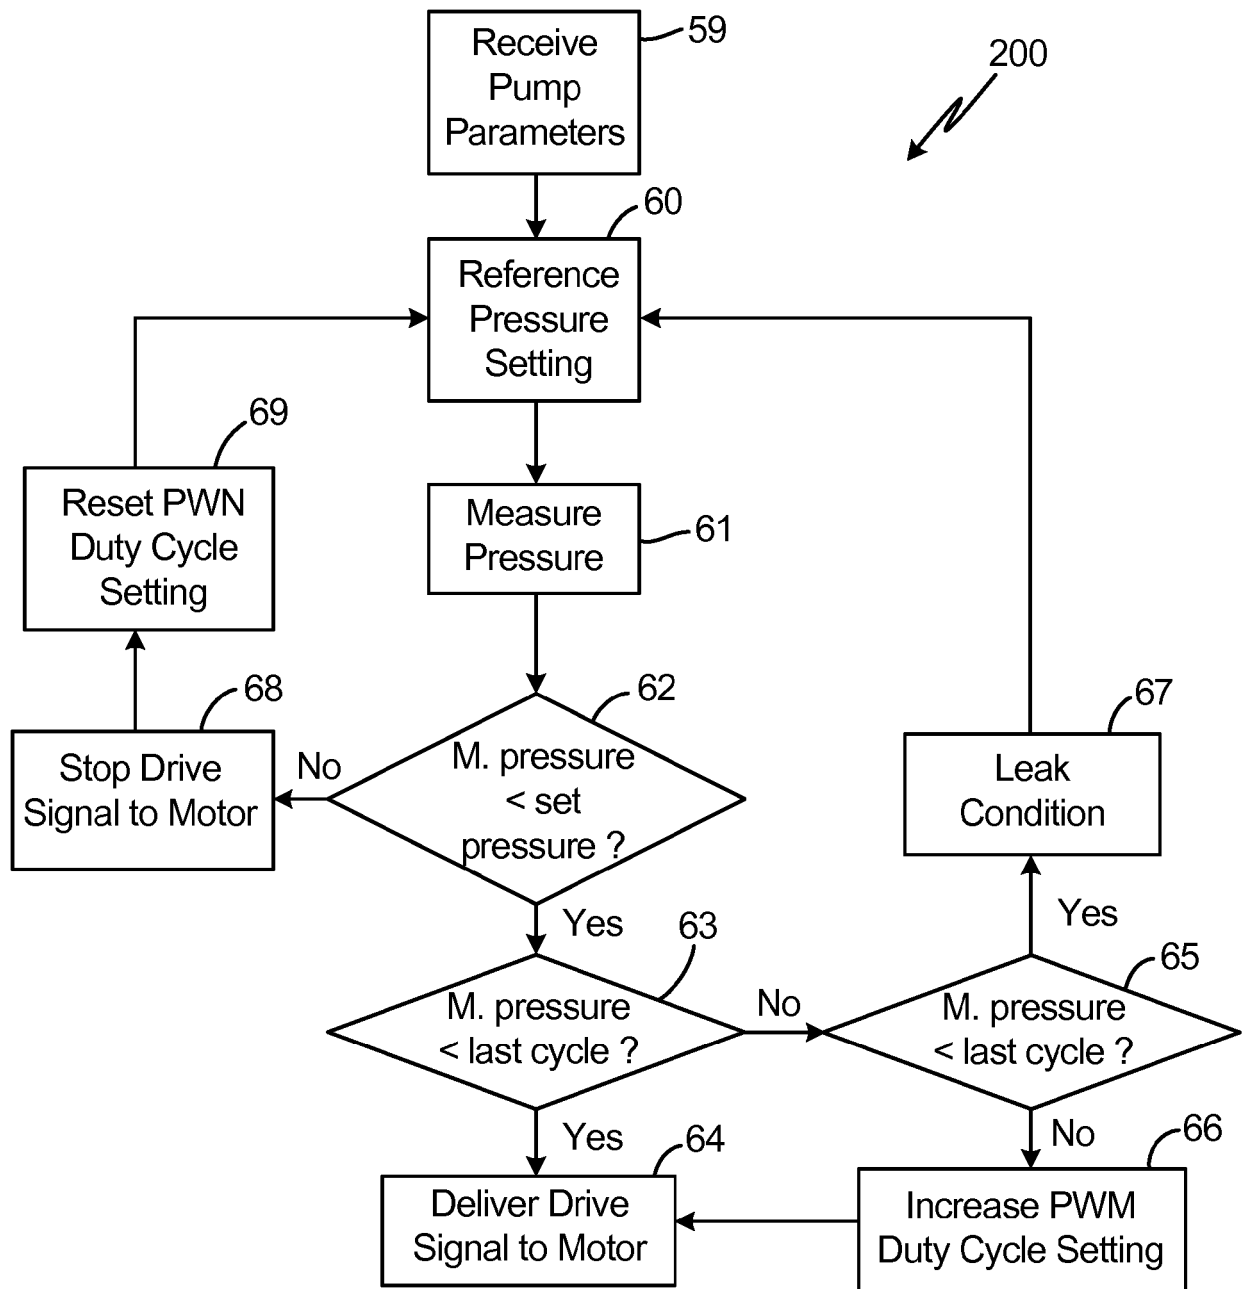 Receive
Pump
Parameters
59
200
60
Reference
Pressure
Setting
69
Reset PWN
Duty Cycle
Setting
Measure
Pressure
61
68
Stop Drive
Signal to Motor
No
62
M. pressure
< set
pressure ?
67
Leak
Condition
Yes
Yes
63
M. pressure
< last cycle ?
No
65
M. pressure
< last cycle ?
Yes
64
Deliver Drive
Signal to Motor
No
66
Increase PWM
Duty Cycle Setting